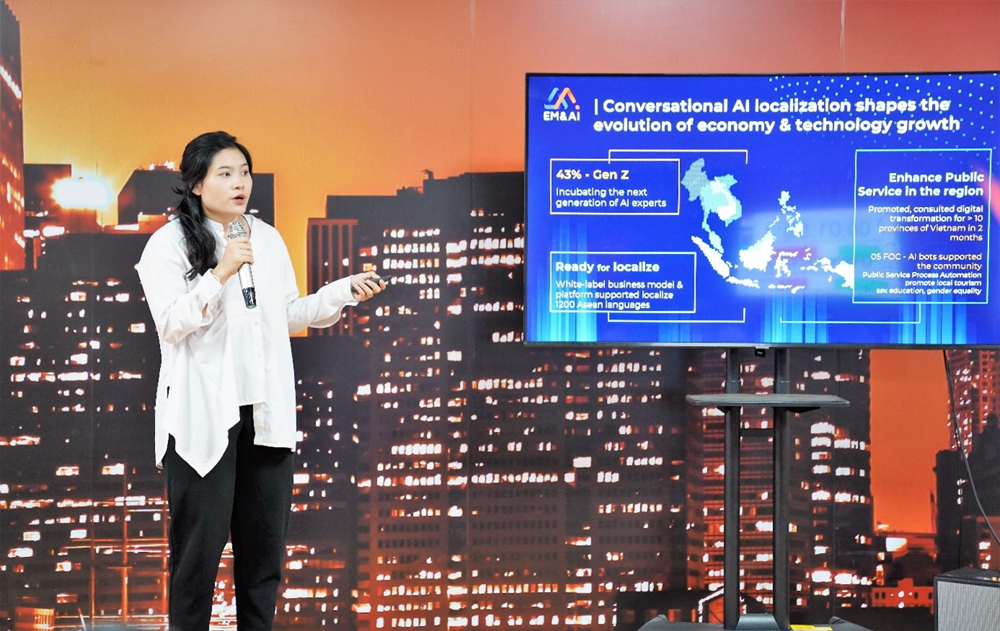 EM&AI
| Conversational AI localization shapes the
evolution of economy & technology growth
43% - Gen Z
Incubating the next
generation of AI experts
Ready for localize
White-label business model &
platform supported localize
1200 Asean languages
Enhance Public
Service in the region
Promoted, consulted digital
transformation for > 10
provinces of Vietnam in 2
months
05 FOC - AI bots supported
the community
Public Service Process Automation
promote local tourism
sex education, gender equality